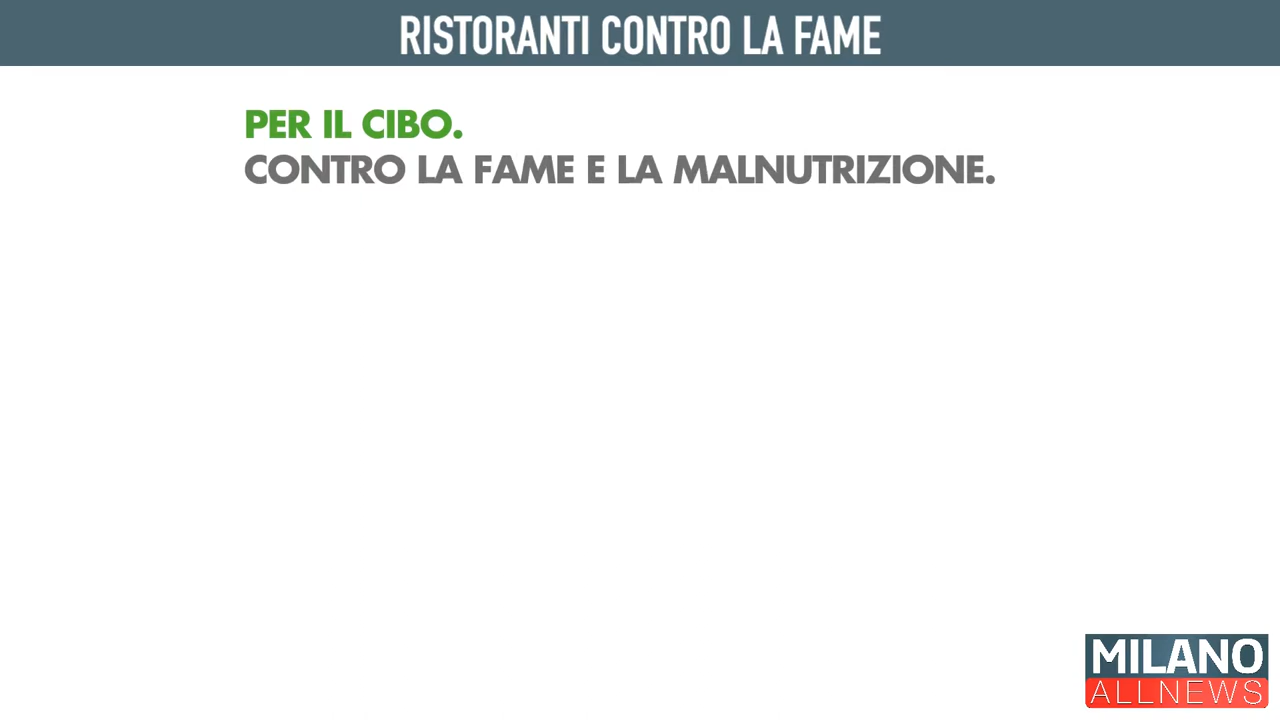 RISTORANTI CONTRO LA FAME
PER IL CIBO.
CONTRO LA FAME E LA MALNUTRIZIONE.
MILANO
ALLNEWS